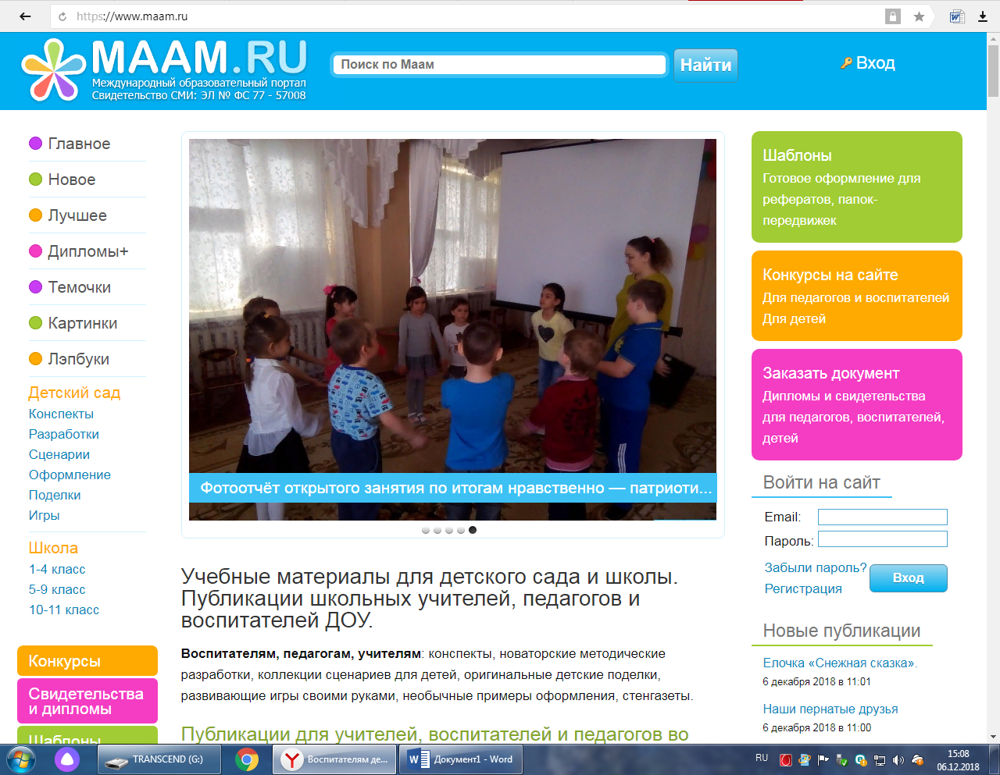 https://www.maam.ru
MAAM.RU
Международный образовательный портал
Свидетельство СМИ: ЭЛ № ФС 77 - 57008
Поиск по Маам
Найти
Вход
Главное
Новое
Лучшее
Дипломы+
Темочки
Картинки
Лэпбуки
Детский сад
Конспекты
Разработки
Сценарии
Оформление
Поделки
Игры
Школа
1-4 класс
5-9 класс
10-11 класс
Конкурсы
Свидетельства
и дипломы
Шаблоны
Фотоотчёт открытого занятия по итогам нравственно — патриоти...
Учебные материалы для детского сада и школы.
Публикации школьных учителей, педагогов и
воспитателей ДОУ.
Воспитателям, педагогам, учителям: конспекты, новаторские методические
разработки, коллекции сценариев для детей, оригинальные детские поделки,
развивающие игры своими руками, необычные примеры оформления, стенгазеты.
Публикации для учителей, воспитателей и педагогов во
Шаблоны
Готовое оформление для
рефератов, папок-
передвижек
Конкурсы на сайте
Для педагогов и воспитателей
Для детей
Заказать документ
Дипломы и свидетельства
для педагогов, воспитателей,
детей
Войти на сайт
Email:
Пароль:
Забыли пароль?
Регистрация
Вход
Новые публикации
Елочка «Снежная сказка».
6 декабря 2018 в 11:01
Наши пернатые друзья
6 декабря 2018 в 11:00
TRANSCEND (G:)
Воспитателям де...
Документ1 - Word
RU
15:08
06.12.2018